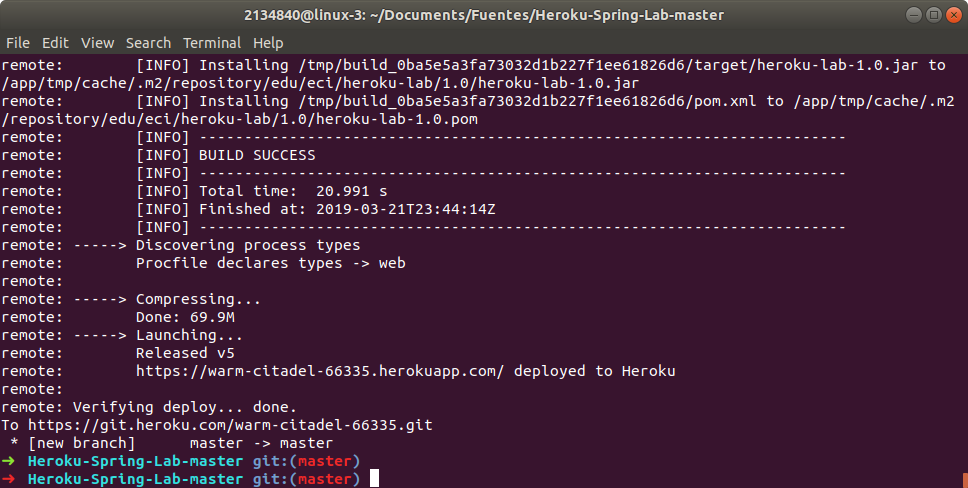 2134840@linux-3: ~/Documents/Fuentes/Heroku-Spring-Lab-master
File Edit View Search Terminal Help
remote:        [INFO] Installing /tmp/build_0ba5e5a3fa73032d1b227f1ee61826d6/target/heroku-lab-1.0.jar to
/app/tmp/cache/.m2/repository/edu/eci/heroku-lab/1.0/heroku-lab-1.0.jar
remote:        [INFO] Installing /tmp/build_0ba5e5a3fa73032d1b227f1ee61826d6/pom.xml to /app/tmp/cache/.m2
/repository/edu/eci/heroku-lab/1.0/heroku-lab-1.0.pom
remote:        [INFO] ------------------------------------------------------------------------
remote:        [INFO] BUILD SUCCESS
remote:        [INFO] ------------------------------------------------------------------------
remote:        [INFO] Total time:  20.991 s
remote:        [INFO] Finished at: 2019-03-21T23:44:14Z
remote:        [INFO] ------------------------------------------------------------------------
remote: -----> Discovering process types
remote:        Procfile declares types -> web
remote:
remote: -----> Compressing...
remote:        Done: 69.9M
remote: -----> Launching...
remote:        Released v5
remote:        https://warm-citadel-66335.herokuapp.com/ deployed to Heroku
remote:
remote: Verifying deploy... done.
To https://git.heroku.com/warm-citadel-66335.git
 * [new branch]      master -> master
➜  Heroku-Spring-Lab-master git:(master)
➜  Heroku-Spring-Lab-master git:(master)